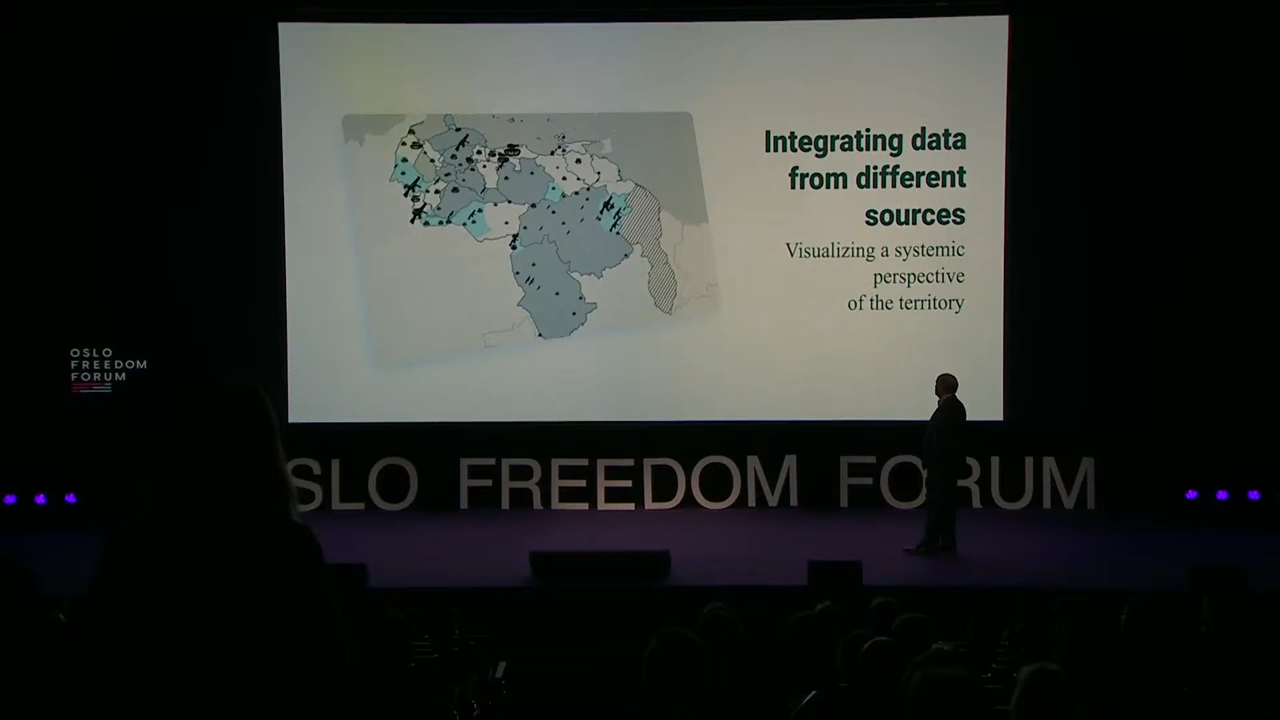 Integrating data
from different
sources
Visualizing a systemic
perspective
of the territory
OSLO
FREEDOM
FORUM
SLO FREEDOM FORUM